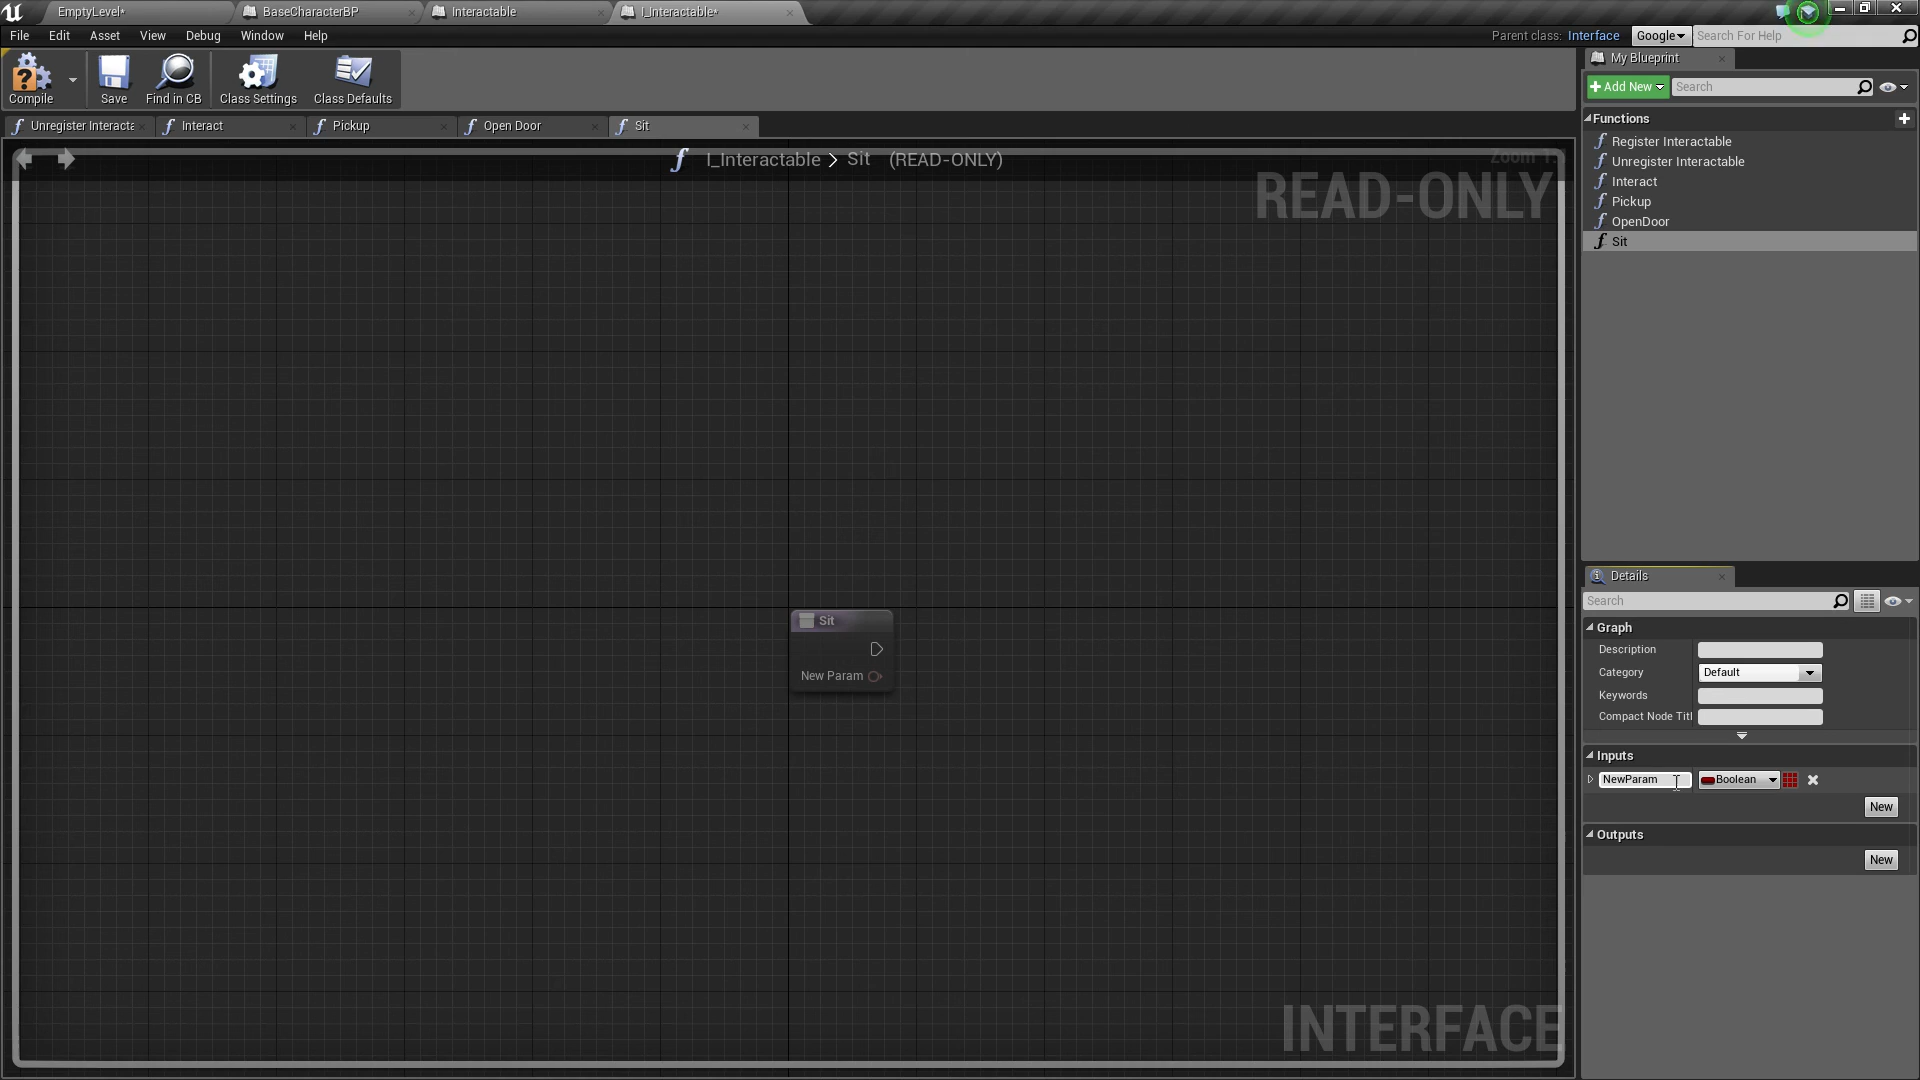 EmptyLevel*
BaseCharacterBP
Interactable
I_Interactable*
File Edit Asset View Debug Window Help
Parent class: Interface
Google
Search For Help
Compile
Save
Find in CB
Class Settings
Class Defaults
My Blueprint
Add New
Search
Unregister Interacta
Interact
Pickup
Open Door
Sit
I_Interactable > Sit (READ-ONLY)
Zoom 1:1
READ-ONLY
Functions
Register Interactable
Unregister Interactable
Interact
Pickup
OpenDoor
Sit
Sit
New Param
INTERFACE
Details
Search
Graph
Description
Category Default
Keywords
Compact Node Titl
Inputs
NewParam Boolean
New
Outputs
New